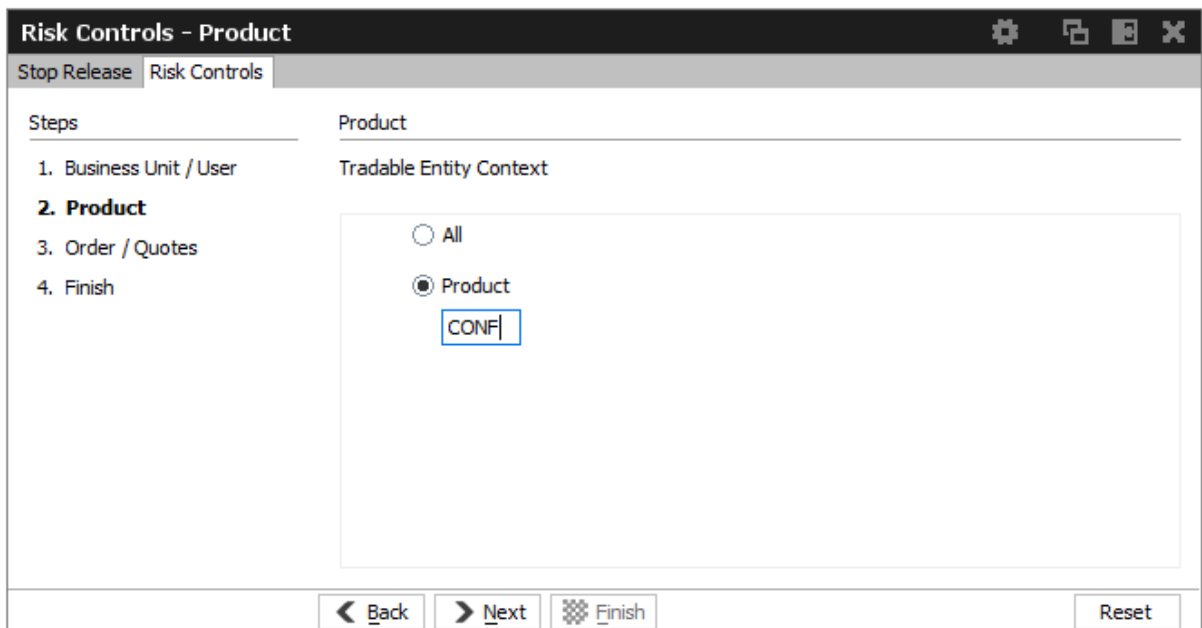 Risk Controls - Product
Stop Release Risk Controls
Steps
1. Business Unit / User
2. Product
3. Order / Quotes
4. Finish
Product
Tradable Entity Context
All
Product
CONF
Back Next Finish Reset